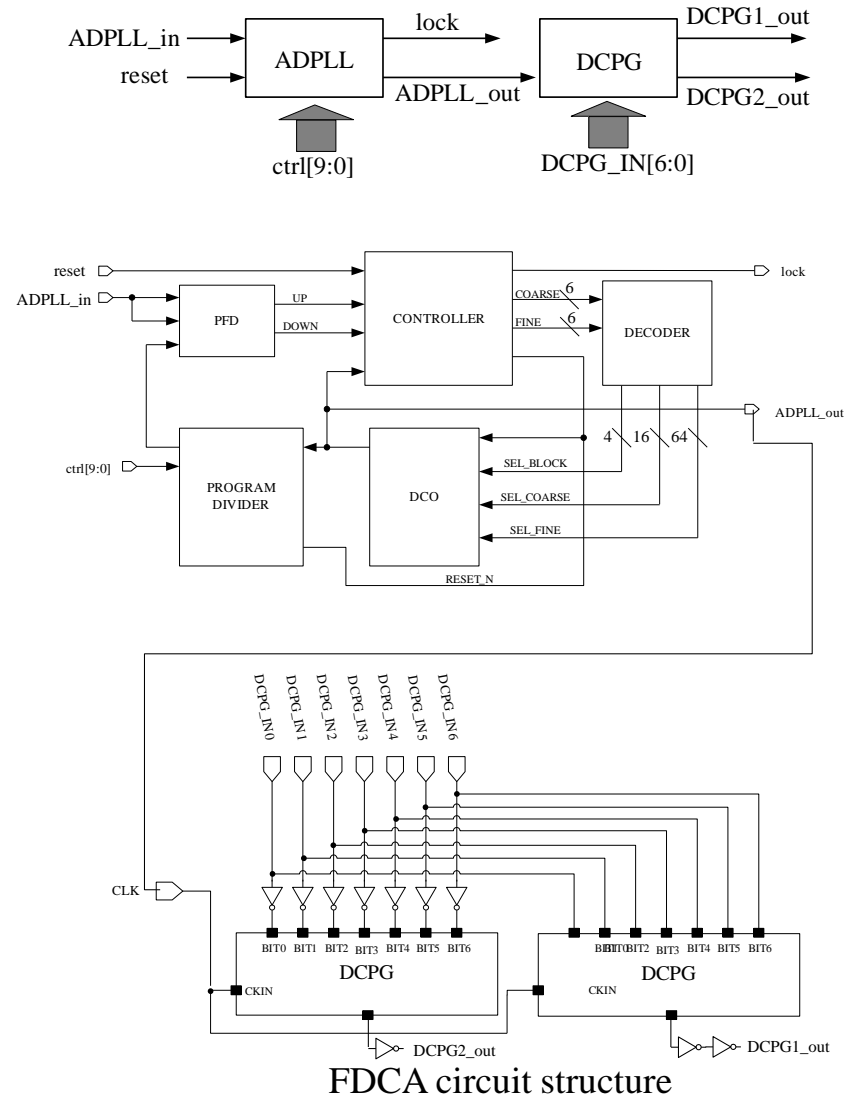 ADPLL_in
reset
ADPLL
lock
ADPLL_out
ctrl[9:0]
DCPG
DCPG1_out
DCPG2_out
DCPG_IN[6:0]
reset
ADPLL_in
PFD
UP
DOWN
CONTROLLER
COARSE
6
FINE
6
DECODER
lock
ADPLL_out
ctrl[9:0]
PROGRAM
DIVIDER
DCO
4
16
64
SEL_BLOCK
SEL_COARSE
SEL_FINE
RESET_N
DCPG_IN0
DCPG_IN1
DCPG_IN2
DCPG_IN3
DCPG_IN4
DCPG_IN5
DCPG_IN6
CLK
BIT0 BIT1 BIT2 BIT3 BIT4 BIT5 BIT6
DCPG
CKIN
DCPG2_out
BIT1 BIT0 BIT2 BIT3 BIT4 BIT5 BIT6
DCPG
CKIN
DCPG1_out
FDCA circuit structure